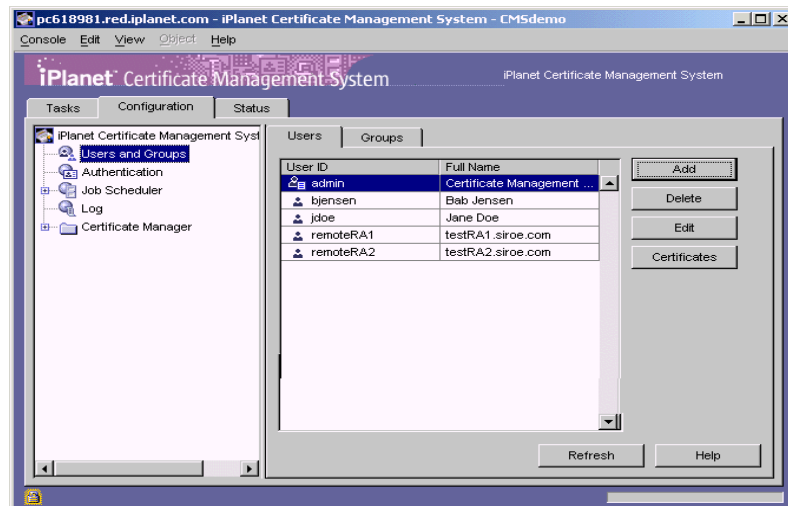 pc618981.red.iplanet.com - iPlanet Certificate Management System - CMSdemo
Console Edit View Object Help
iPlanet Certificate Management System
iPlanet Certificate Management System
Tasks Configuration Status
iPlanet Certificate Management Syst
Users and Groups
Authentication
Job Scheduler
Log
Certificate Manager
Users Groups
User ID Full Name
admin Certificate Management ...
bjensen Bab Jensen
jdoe Jane Doe
remoteRA1 testRA1.siroe.com
remoteRA2 testRA2.siroe.com
Add
Delete
Edit
Certificates
Refresh Help